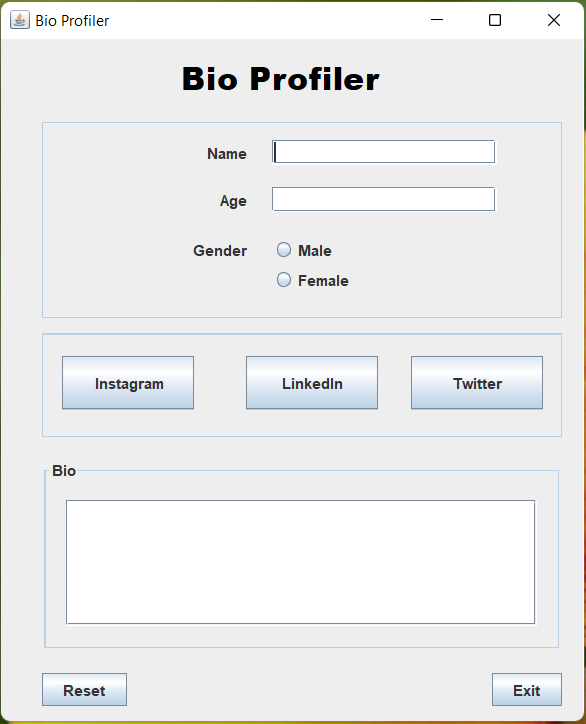 Bio Profiler
Bio Profiler
Name
Age
Gender
Male
Female
Instagram
LinkedIn
Twitter
Bio
Reset
Exit